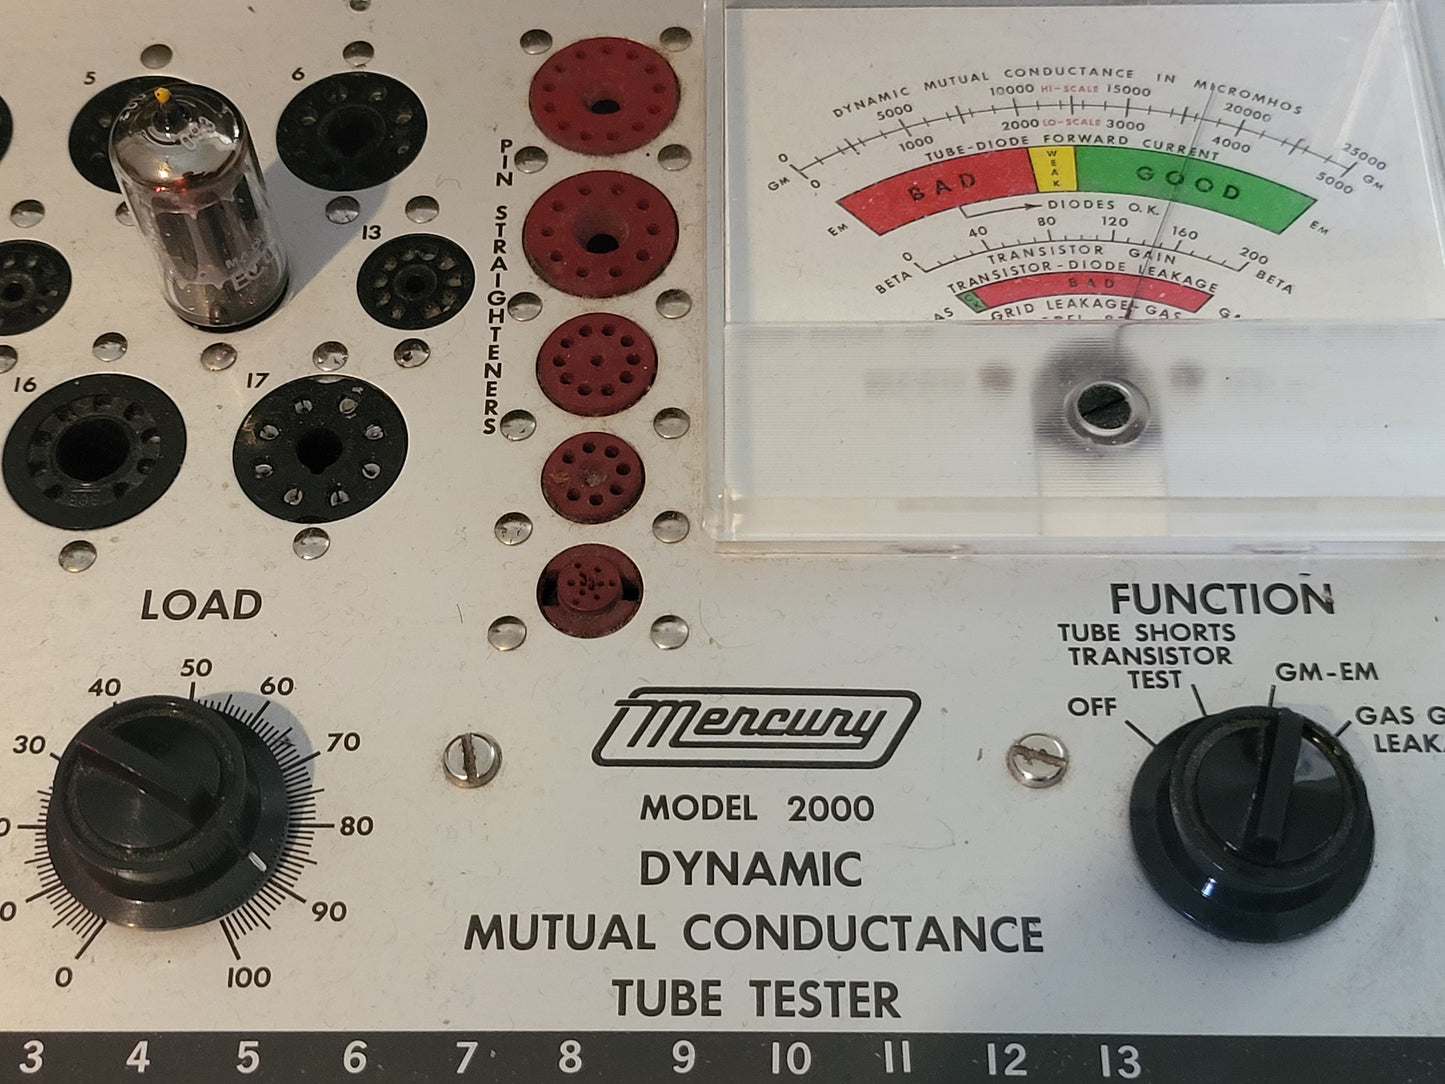 5
6
13
16
17
PIN STRAIGHTENERS
DYNAMIC MUTUAL CONDUCTANCE IN MICROMHOS
0 5000 10000 HI-SCALE 15000 20000 25000
GM 0 1000 2000 LO-SCALE 3000 4000 5000 GM
TUBE-DIODE FORWARD CURRENT
EM BAD WEAK GOOD EM
DIODES O.K.
0 40 80 120 160 200
BETA TRANSISTOR GAIN BETA
TRANSISTOR-DIODE LEAKAGE
BAD
GRID LEAKAGE-GAS
LOAD
0
30
40
50
60
70
80
90
100
Mercury
MODEL 2000
DYNAMIC
MUTUAL CONDUCTANCE
TUBE TESTER
FUNCTION
OFF
TUBE SHORTS
TRANSISTOR
TEST
GM-EM
GAS G
LEAK
3 4 5 6 7 8 9 10 11 12 13